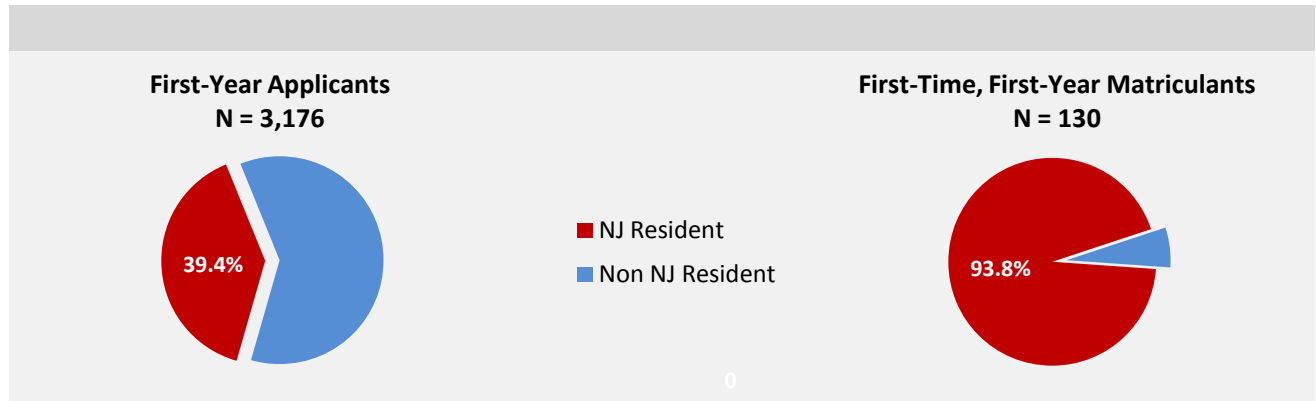 First-Year Applicants
N = 3,176
39.4%
NJ Resident
Non NJ Resident
First-Time, First-Year Matriculants
N = 130
93.8%
0